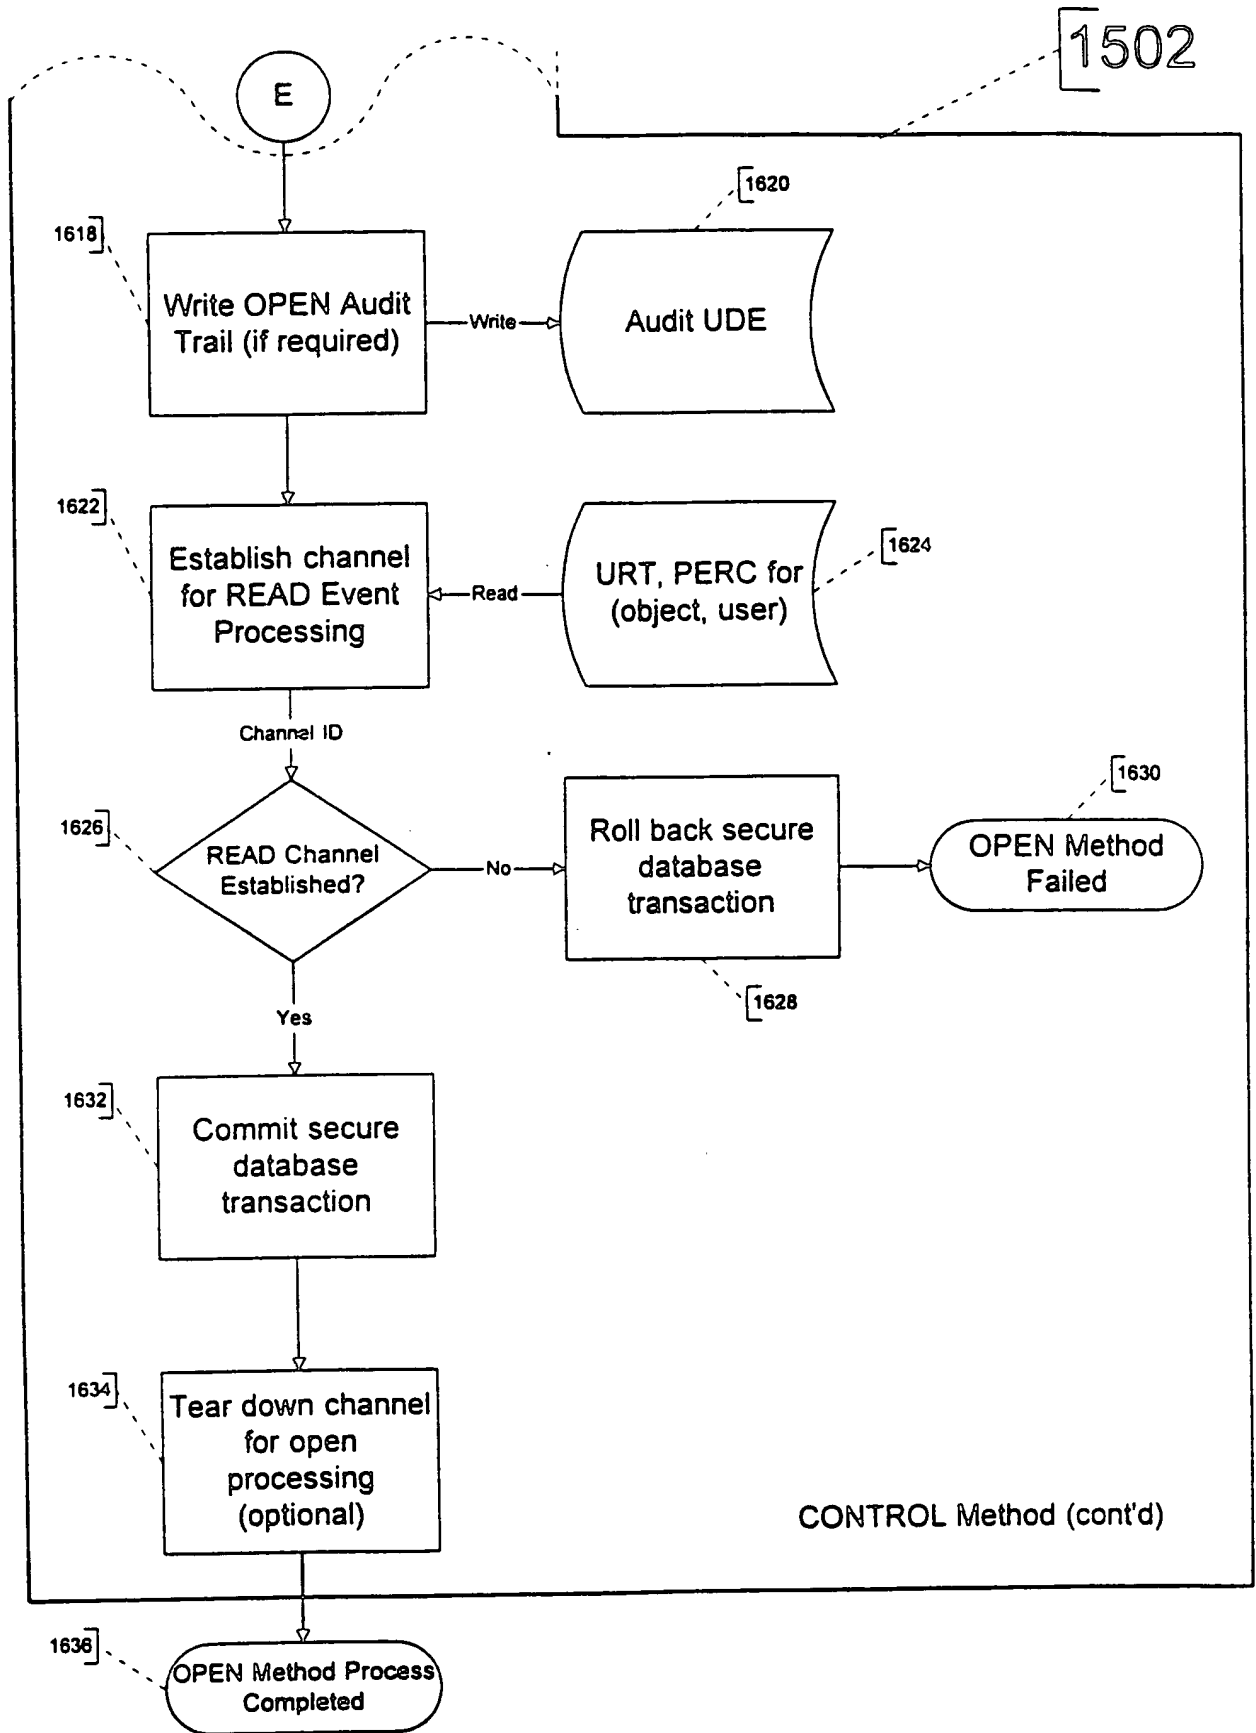 1502
E
1620
1618
Write OPEN Audit
Trail (if required)
Write
Audit UDE
1622
1624
Establish channel
for READ Event
Processing
Read
URT, PERC for
(object, user)
Channel ID
1630
1626
READ Channel
Established?
No
Roll back secure
database
transaction
OPEN Method
Failed
1628
Yes
1632
Commit secure
database
transaction
1634
Tear down channel
for open
processing
(optional)
CONTROL Method (cont'd)
1636
OPEN Method Process
Completed